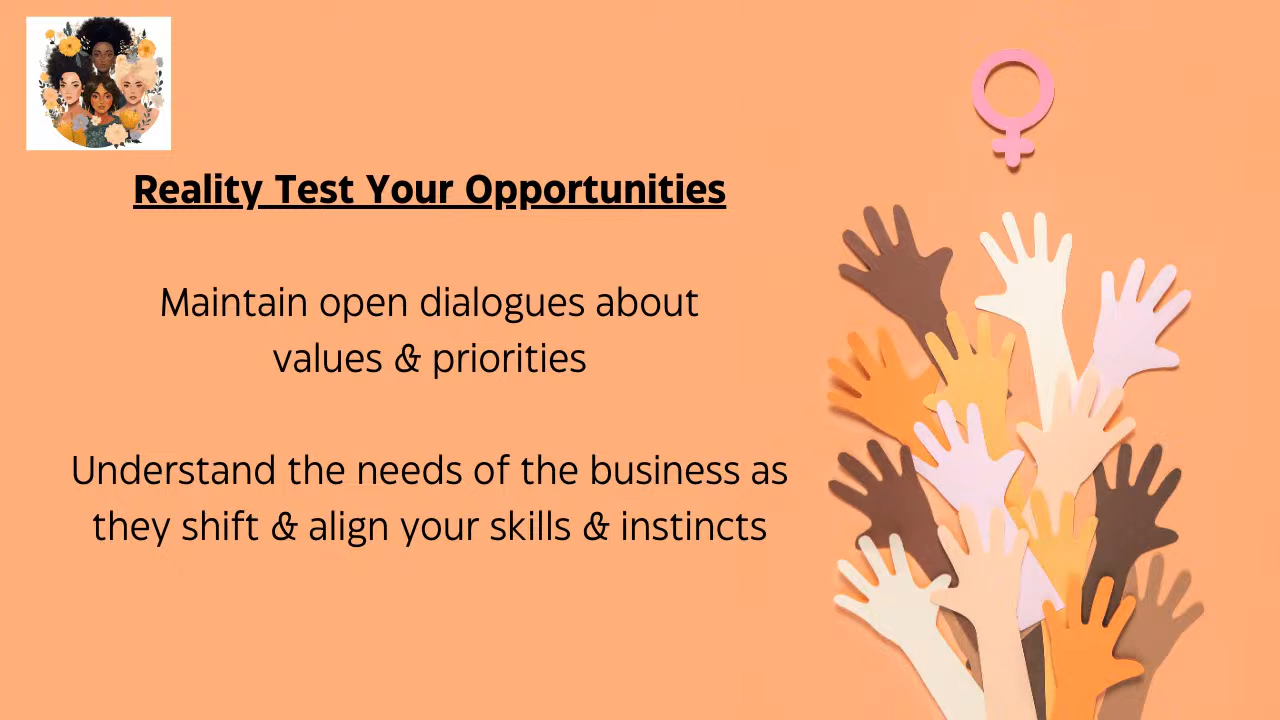 Reality Test Your Opportunities
Maintain open dialogues about
values & priorities
Understand the needs of the business as
they shift & align your skills & instincts